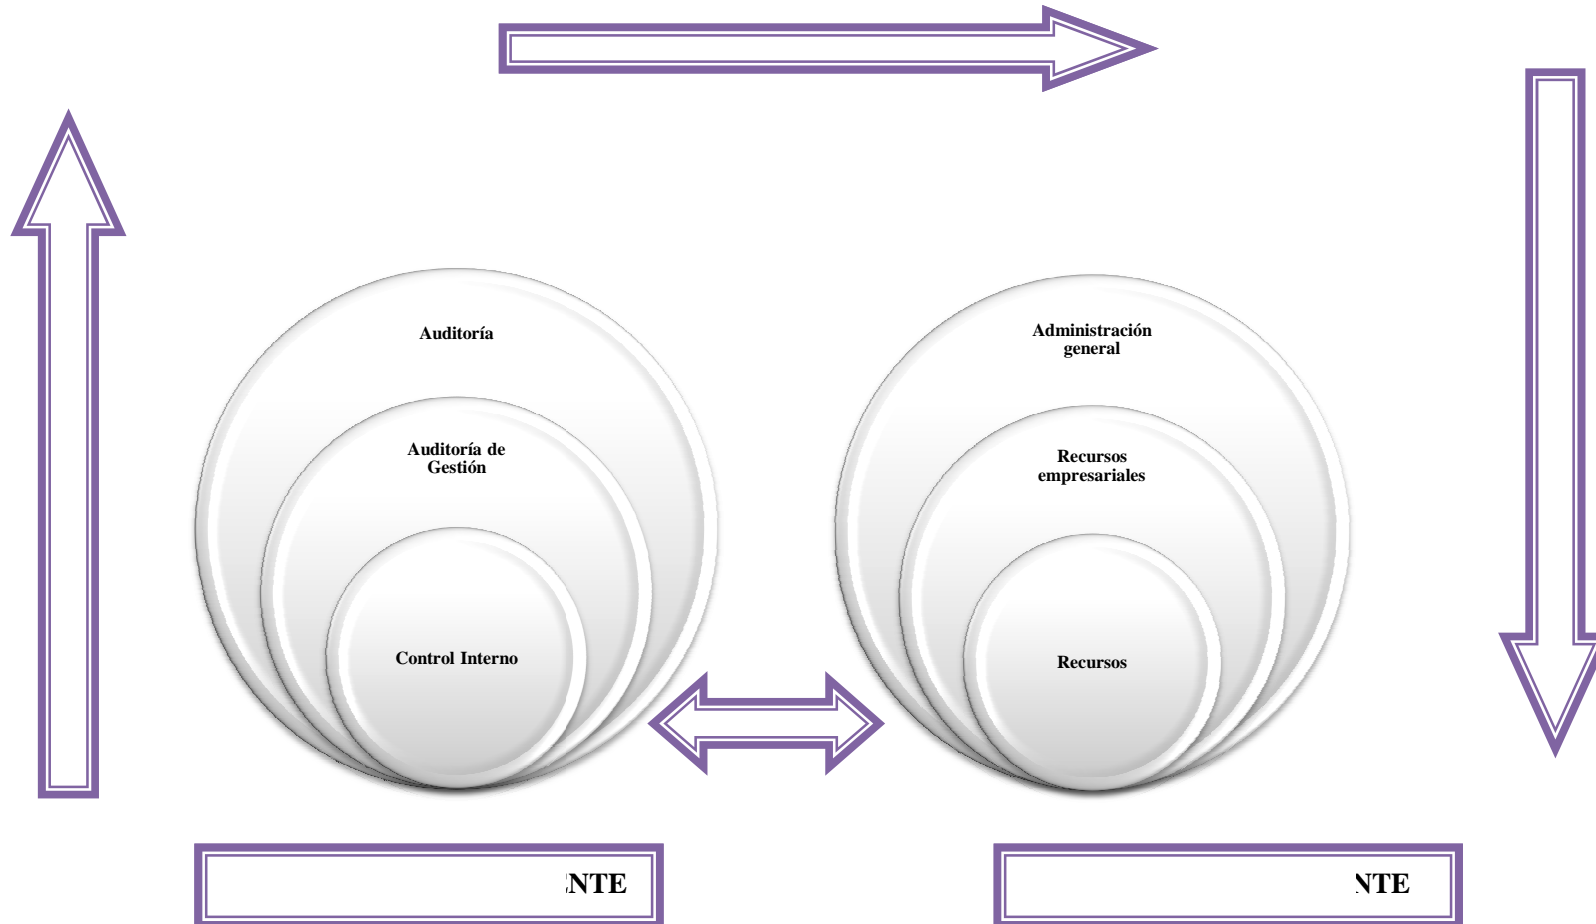 Auditoría
Auditoría de
Gestión
Control Interno
Administración
general
Recursos
empresariales
Recursos
NTE
NTE